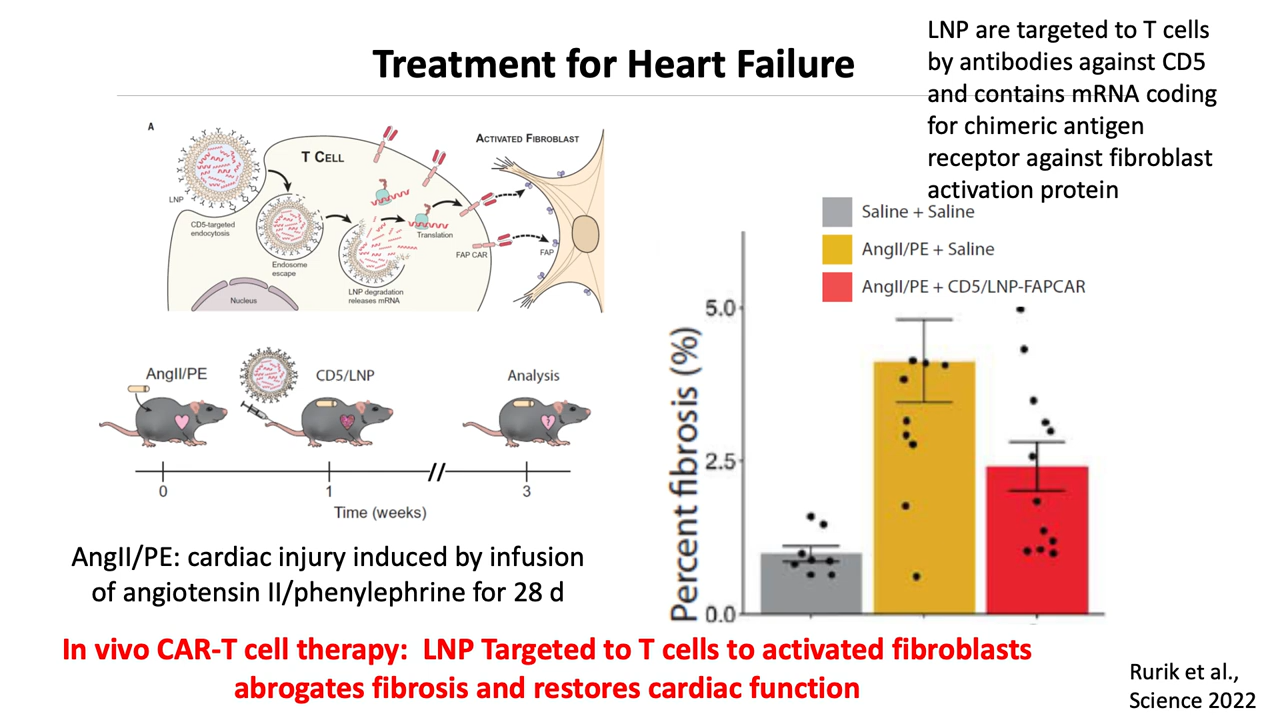 Treatment for Heart Failure
LNP are targeted to T cells
by antibodies against CD5
and contains mRNA coding
for chimeric antigen
receptor against fibroblast
activation protein
A
T CELL
ACTIVATED FIBROBLAST
LNP
CD5-targeted
endocytosis
Endosome
escape
Translation
FAP CAR
FAP
LNP degradation
releases mRNA
Nucleus
Saline + Saline
AngII/PE + Saline
AngII/PE + CD5/LNP-FAPCAR
Percent fibrosis (%)
5.0
2.5
0.0
AngII/PE
CD5/LNP
Analysis
0
1
3
Time (weeks)
AngII/PE: cardiac injury induced by infusion
of angiotensin II/phenylephrine for 28 d
In vivo CAR-T cell therapy: LNP Targeted to T cells to activated fibroblasts
abrogates fibrosis and restores cardiac function
Rurik et al.,
Science 2022